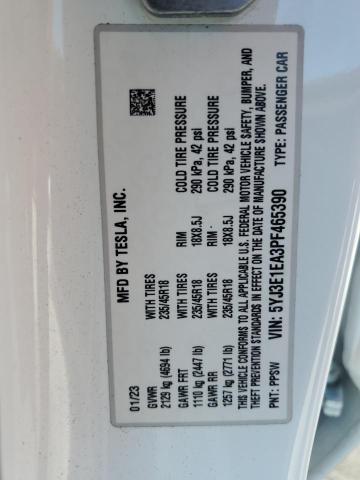 MFD BY TESLA, INC.
01/23
GVWR
2129 kg (4694 lb)
WITH TIRES
235/45R18
RIM
18X8.5J
COLD TIRE PRESSURE
290 kPa, 42 psi
GAWR FRT
1110 kg (2447 lb)
WITH TIRES
235/45R18
RIM -
18X8.5J
COLD TIRE PRESSURE
290 kPa, 42 psi
GAWR RR
1257 kg (2771 lb)
THIS VEHICLE CONFORMS TO ALL APPLICABLE U.S. FEDERAL MOTOR VEHICLE SAFETY, BUMPER, AND
THEFT PREVENTION STANDARDS IN EFFECT ON THE DATE OF MANUFACTURE SHOWN ABOVE.
VIN: 5YJ3E1EA3PF465390
PNT: PPSW
TYPE: PASSENGER CAR